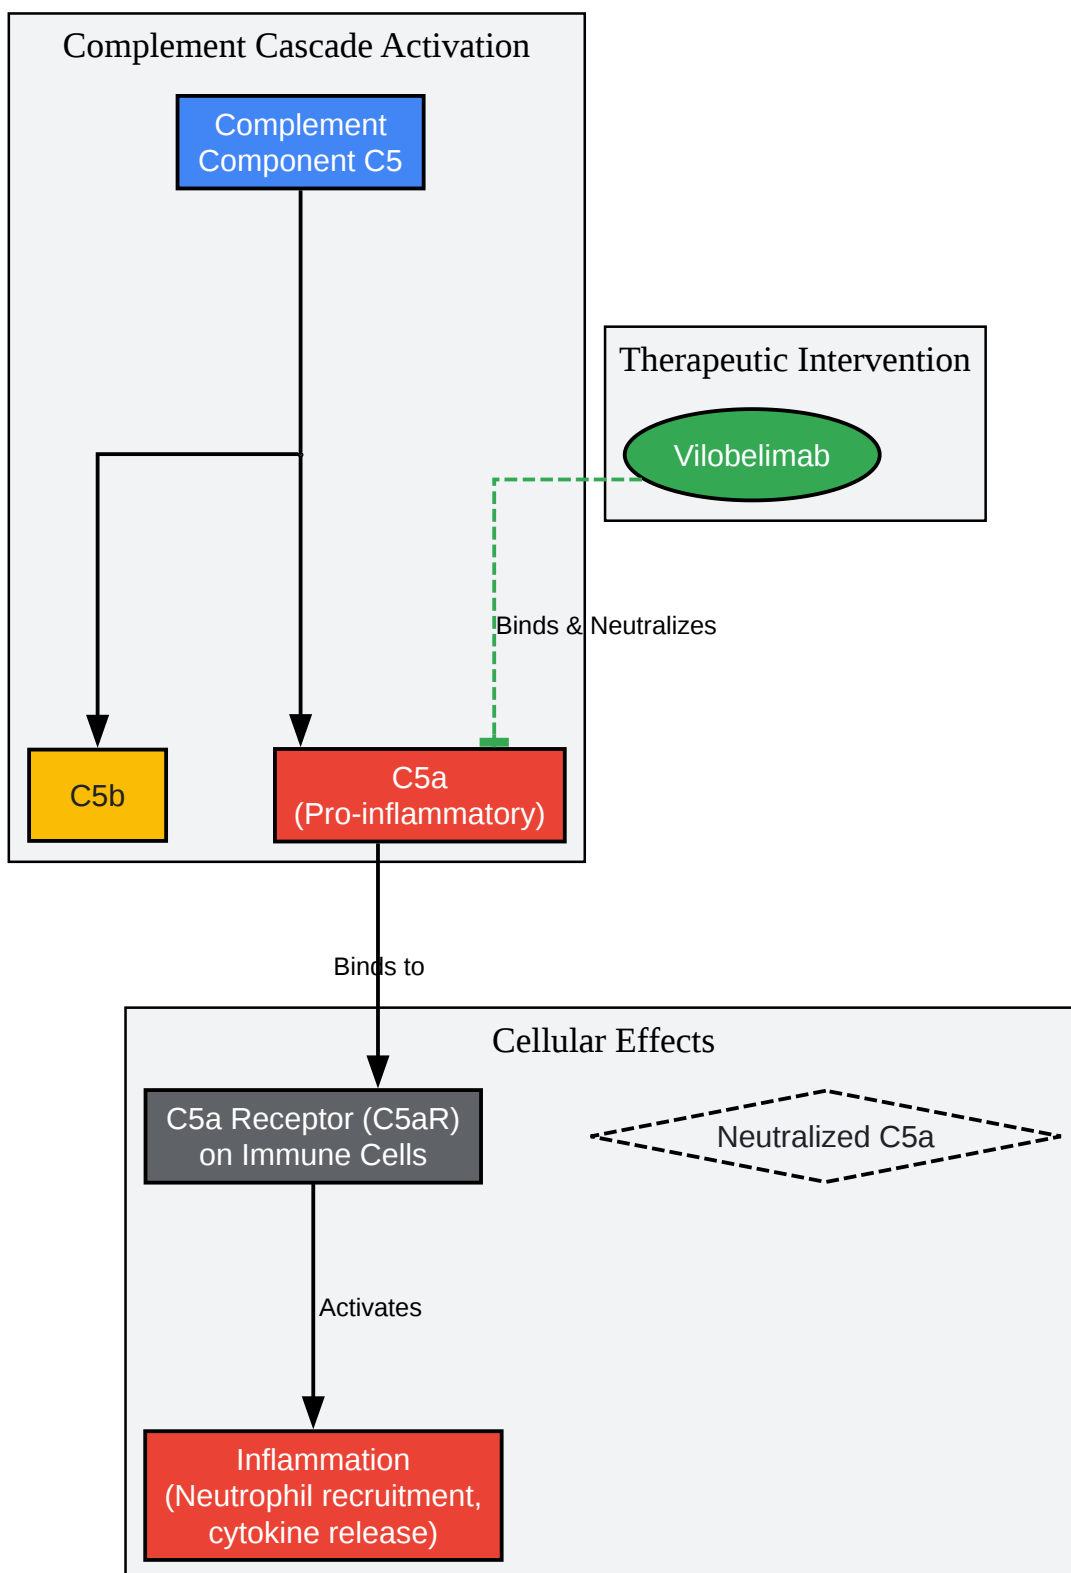 Complement Cascade Activation
Complement
Component C5
Therapeutic Intervention
Vilobelimab
Binds & Neutralizes
C5b
C5a
(Pro-inflammatory)
Binds to
Cellular Effects
C5a Receptor (C5aR)
on Immune Cells
Neutralized C5a
Activates
Inflammation
(Neutrophil recruitment,
cytokine release)